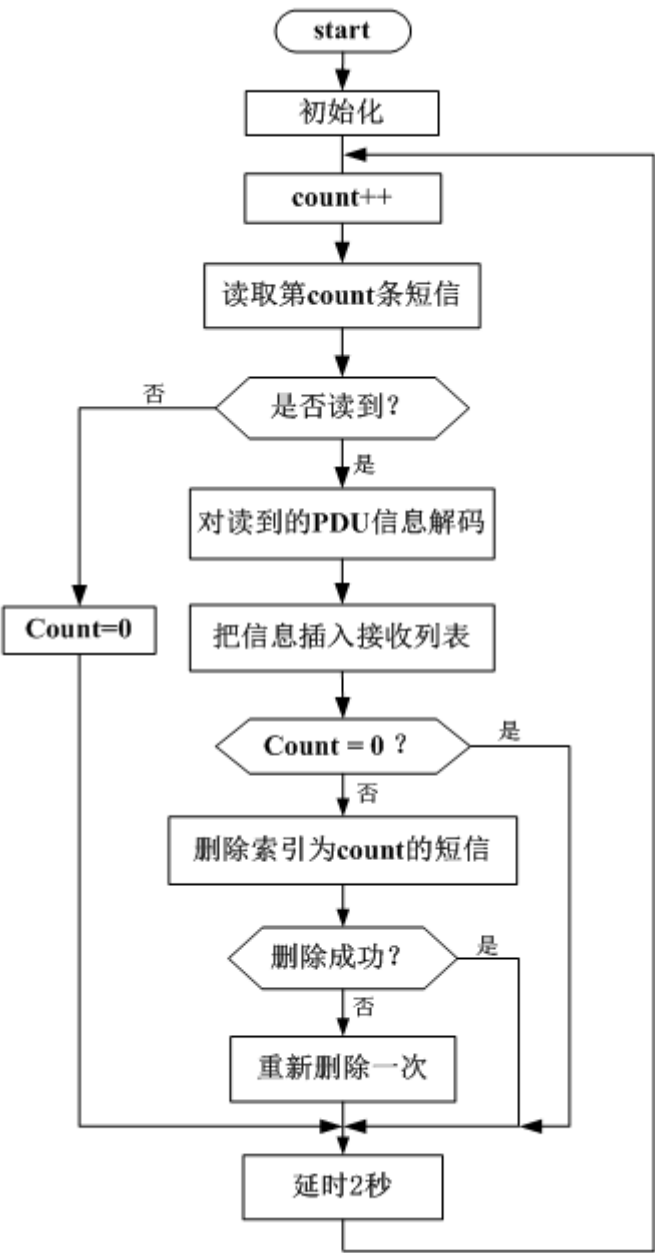 start
初始化
count++
读取第count条短信
否
是否读到？
是
对读到的PDU信息解码
Count=0
把信息插入接收列表
Count = 0 ？
是
否
删除索引为count的短信
删除成功？
是
否
重新删除一次
延时2秒